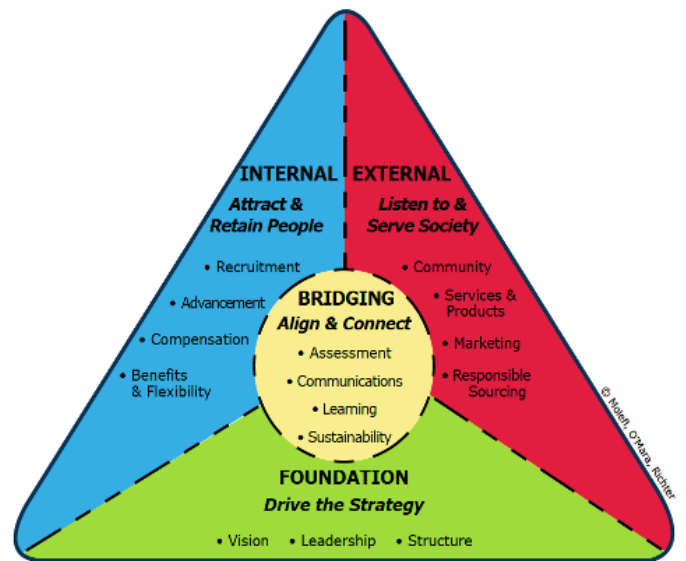 INTERNAL
Attract &
Retain People
• Recruitment
• Advancement
• Compensation
• Benefits
& Flexibility
EXTERNAL
Listen to &
Serve Society
• Community
• Services &
Products
• Marketing
• Responsible
Sourcing
BRIDGING
Align & Connect
• Assessment
• Communications
• Learning
• Sustainability
FOUNDATION
Drive the Strategy
• Vision • Leadership • Structure
© Molefi, O'Mara, Richter